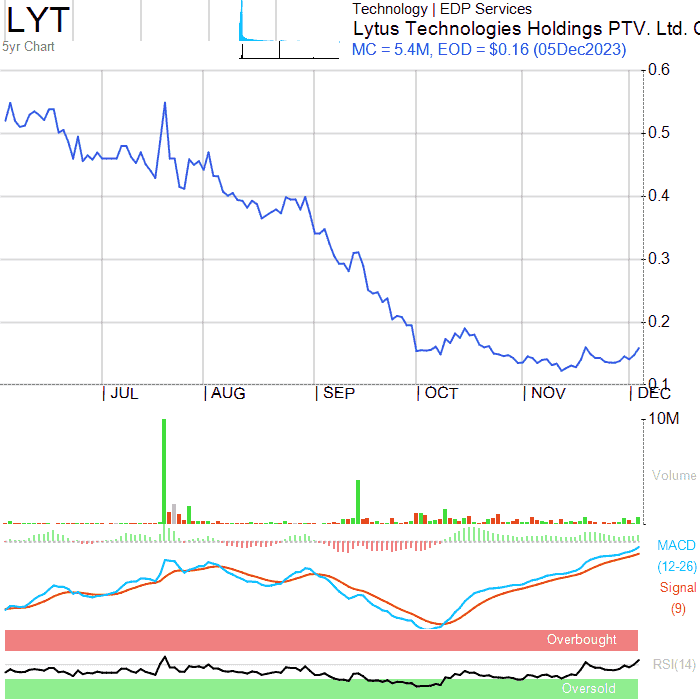 LYT
5yr Chart
Technology | EDP Services
Lytus Technologies Holdings PTV. Ltd. C
MC = 5.4M, EOD = $0.16 (05Dec2023)
0.6
0.5
0.4
0.3
0.2
0.1
| JUL | AUG | SEP | OCT | NOV | DEC
10M
Volume
MACD
(12-26)
Signal
(9)
Overbought
RSI(14)
Oversold